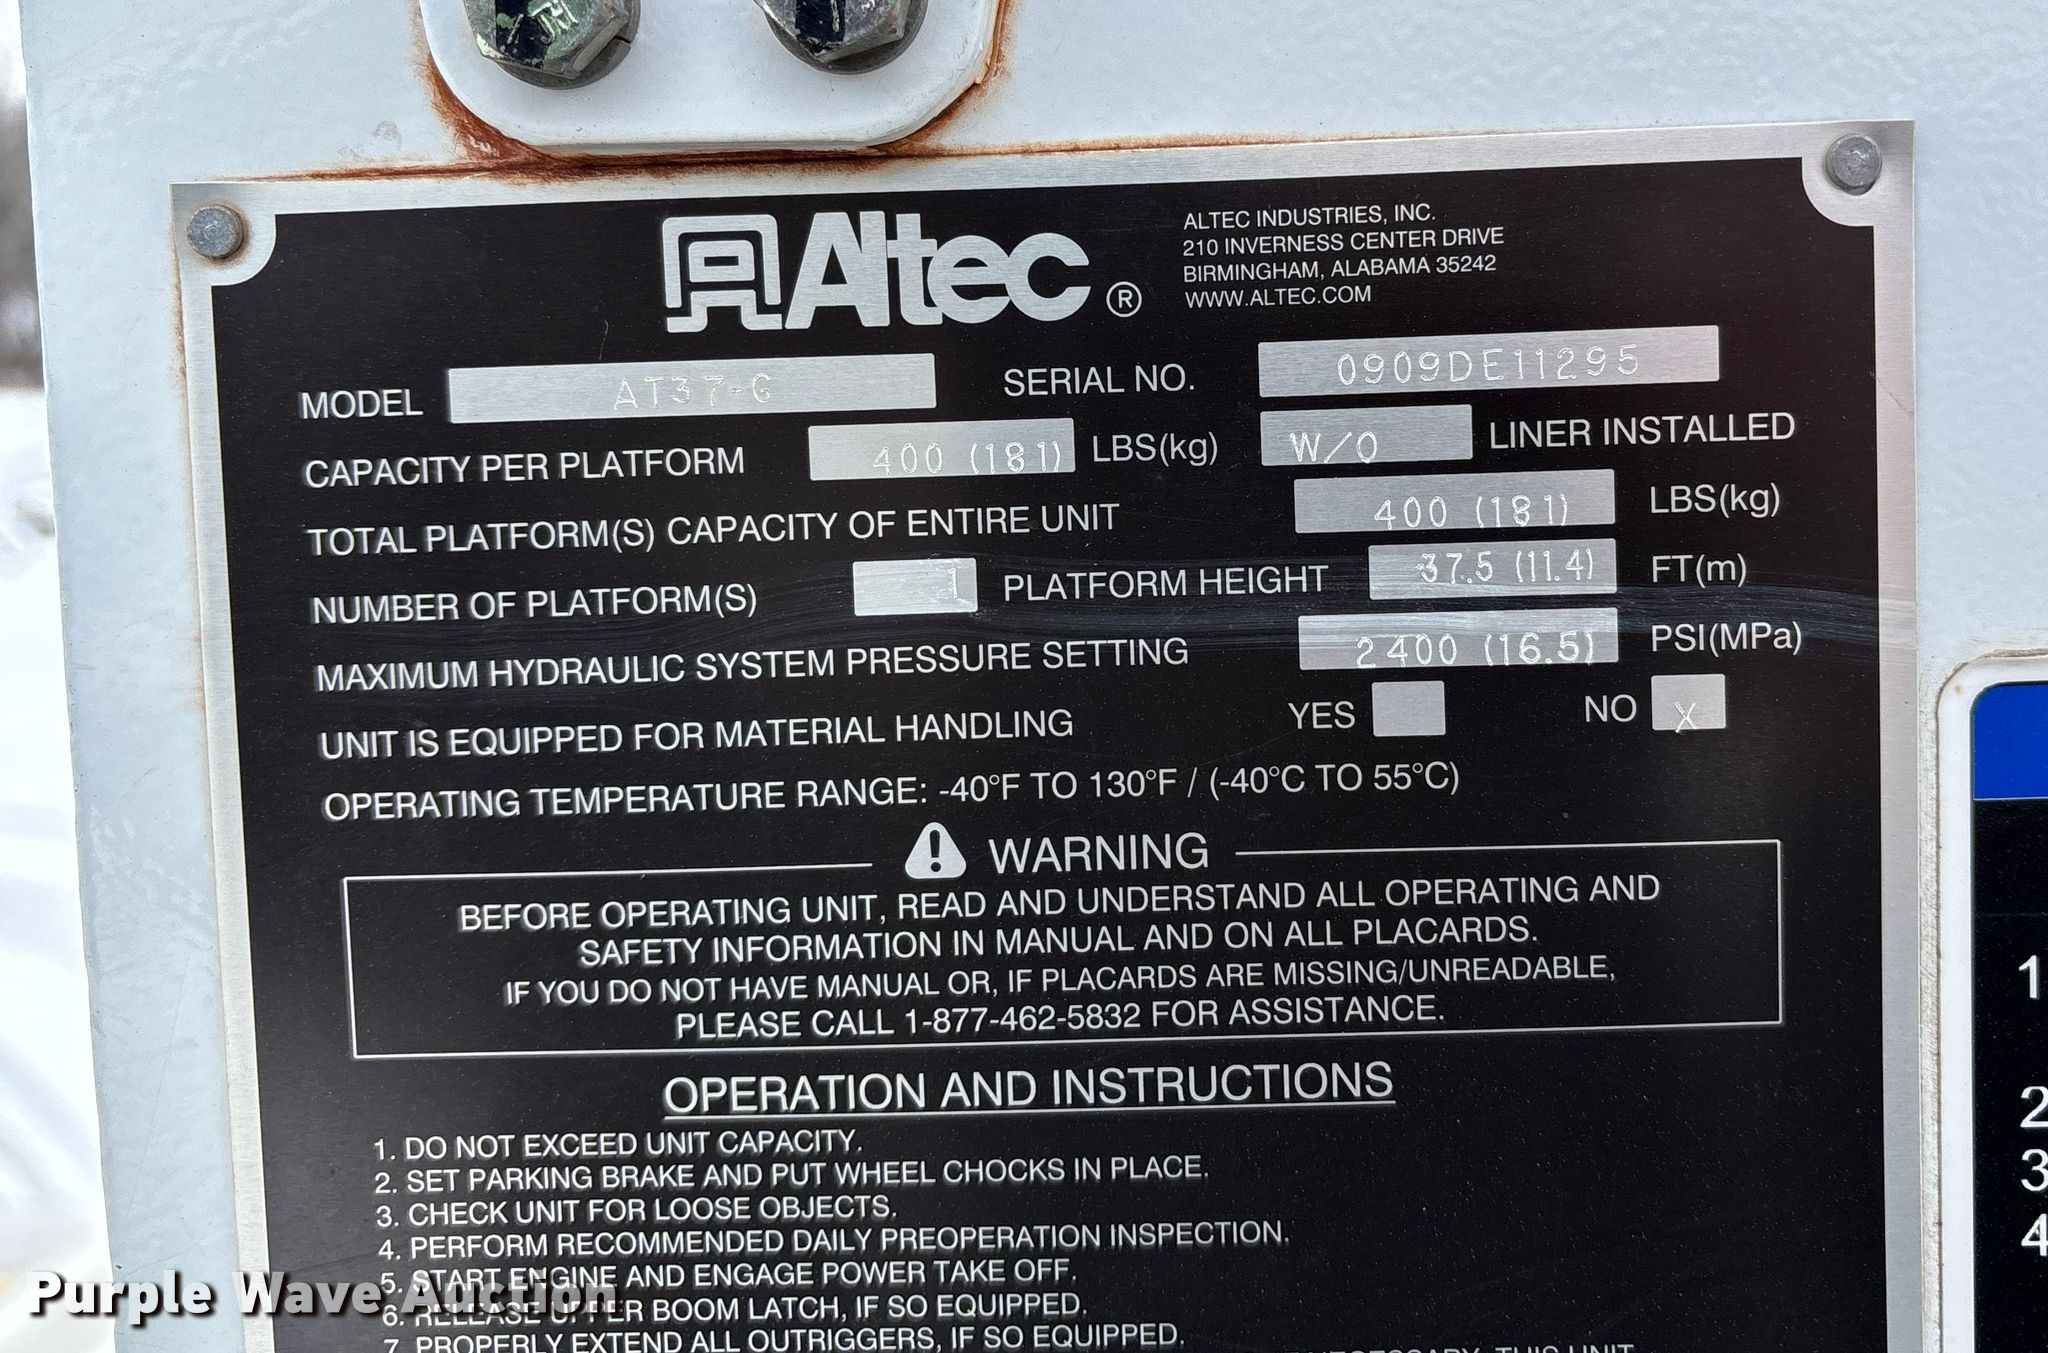 Altec®
ALTEC INDUSTRIES, INC.
210 INVERNESS CENTER DRIVE
BIRMINGHAM, ALABAMA 35242
WWW.ALTEC.COM
MODEL AT37-G SERIAL NO. 0909DE11295
CAPACITY PER PLATFORM 400 (181) LBS(kg) W/O LINER INSTALLED
TOTAL PLATFORM(S) CAPACITY OF ENTIRE UNIT 400 (181) LBS(kg)
NUMBER OF PLATFORM(S) 1 PLATFORM HEIGHT 37.5 (11.4) FT(m)
MAXIMUM HYDRAULIC SYSTEM PRESSURE SETTING 2400 (16.5) PSI(MPa)
UNIT IS EQUIPPED FOR MATERIAL HANDLING YES NO X
OPERATING TEMPERATURE RANGE: -40°F TO 130°F / (-40°C TO 55°C)
WARNING
BEFORE OPERATING UNIT, READ AND UNDERSTAND ALL OPERATING AND
SAFETY INFORMATION IN MANUAL AND ON ALL PLACARDS.
IF YOU DO NOT HAVE MANUAL OR, IF PLACARDS ARE MISSING/UNREADABLE,
PLEASE CALL 1-877-462-5832 FOR ASSISTANCE.
OPERATION AND INSTRUCTIONS
1. DO NOT EXCEED UNIT CAPACITY.
2. SET PARKING BRAKE AND PUT WHEEL CHOCKS IN PLACE.
3. CHECK UNIT FOR LOOSE OBJECTS.
4. PERFORM RECOMMENDED DAILY PREOPERATION INSPECTION.
5. START ENGINE AND ENGAGE POWER TAKE OFF.
6. RELEASE UPPER BOOM LATCH, IF SO EQUIPPED.
7. PROPERLY EXTEND ALL OUTRIGGERS, IF SO EQUIPPED.
NECESSARY, THIS UNIT
1
2
3
4
Purple Wave Auction